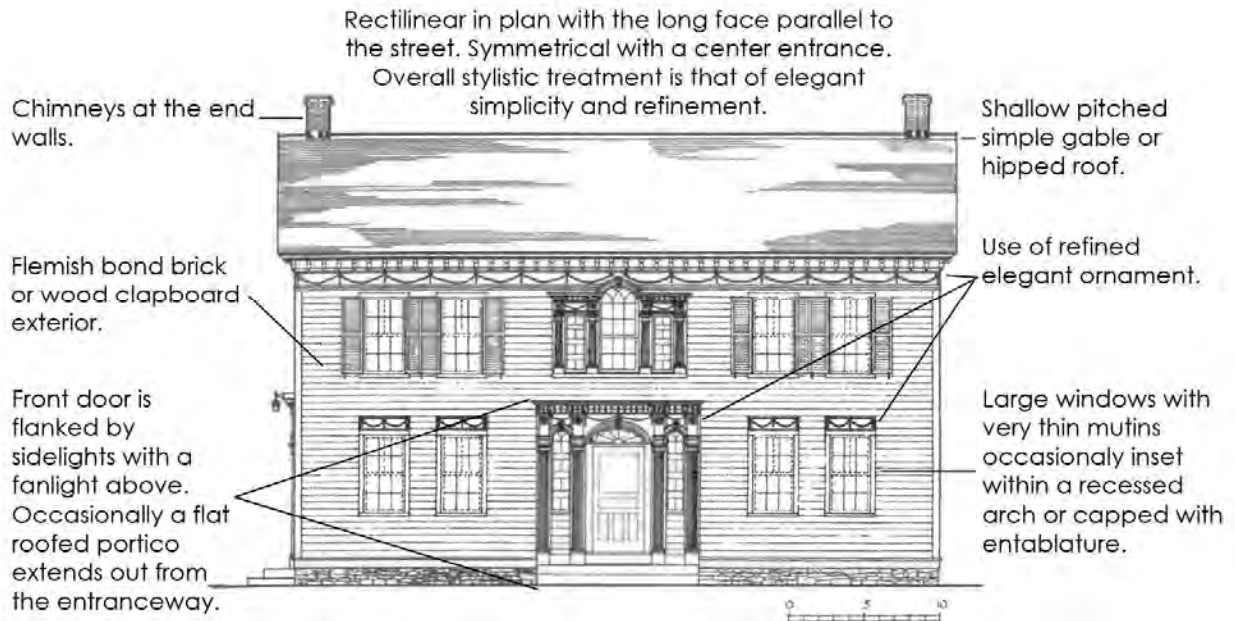 Rectilinear in plan with the long face parallel to
the street. Symmetrical with a center entrance.
Overall stylistic treatment is that of elegant
simplicity and refinement.
Chimneys at the end
walls.
Shallow pitched
simple gable or
hipped roof.
Flemish bond brick
or wood clapboard
exterior.
Use of refined
elegant ornament.
Front door is
flanked by
sidelights with a
fanlight above.
Occasionally a flat
roofed portico
extends out from
the entranceway.
Large windows with
very thin mutins
occasionaly inset
within a recessed
arch or capped with
entablature.
0 5 10